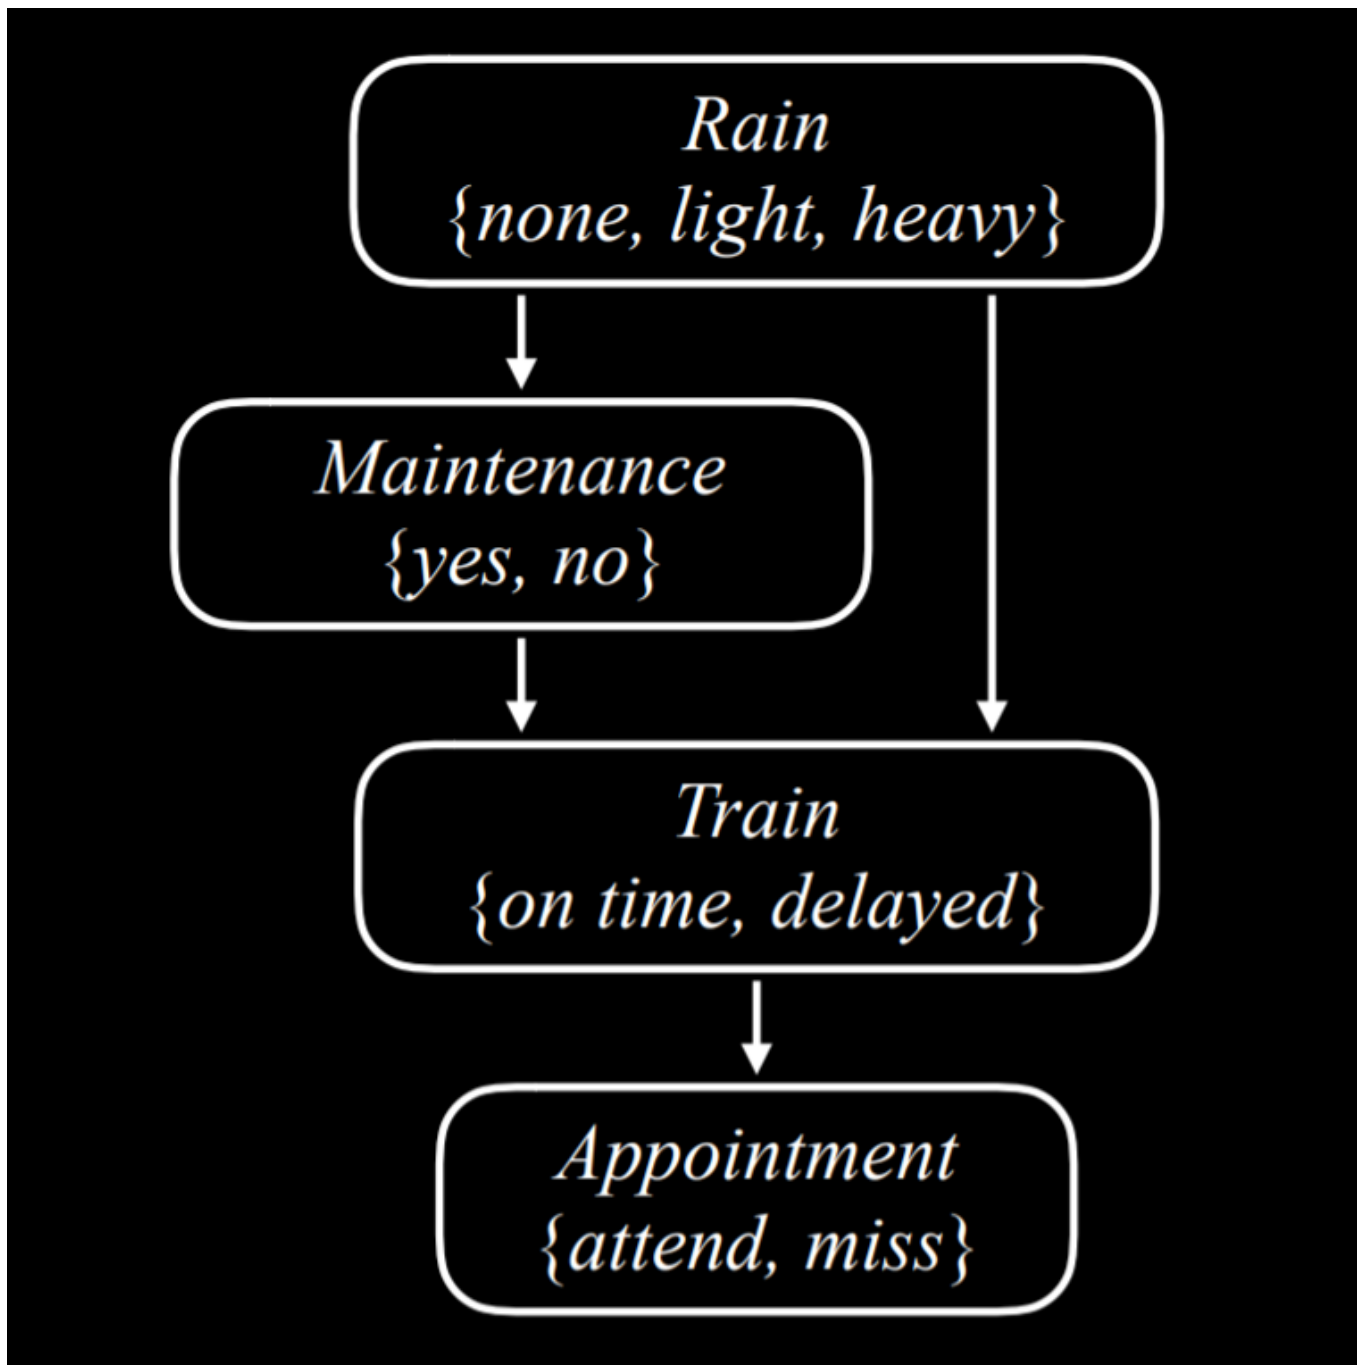 Rain
{none, light, heavy}
Maintenance
{yes, no}
Train
{on time, delayed}
Appointment
{attend, miss}